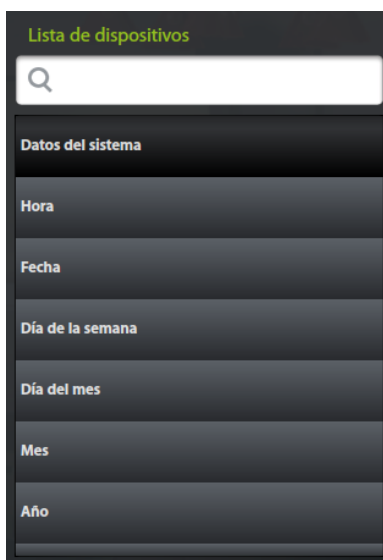 Lista de dispositivos
Datos del sistema
Hora
Fecha
Día de la semana
Día del mes
Mes
Año